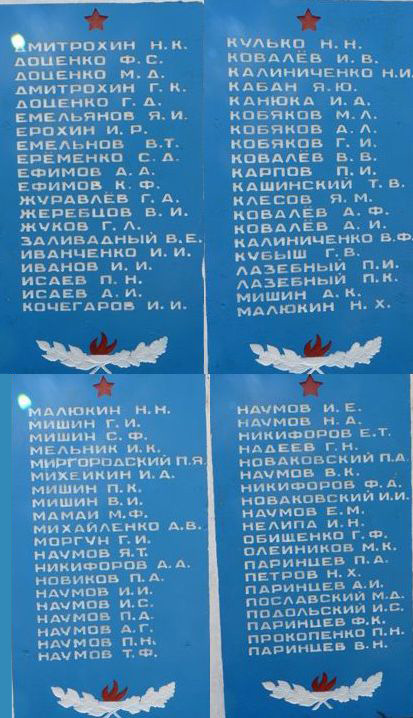 ДМИТРОХИН Н.К.
ДОЦЕНКО Ф.С.
ДОЦЕНКО М.Д.
ДМИТРОХИН Г.К.
ДОЦЕНКО Г.Д.
ЕМЕЛЬЯНОВ Я.И.
ЕРОХИН И.Р.
ЕМЕЛЬНОВ В.Т.
ЕРЁМЕНКО С.Д.
ЕФИМОВ А.А.
ЕФИМОВ К.Ф.
ЖУРАВЛЁВ Г.А.
ЖЕРЕБЦОВ В.И.
ЖУКОВ Г.Л.
ЗАЛИВАДНЫЙ В.Е.
ИВАНЧЕНКО И.И.
ИВАНОВ И.И.
ИСАЕВ П.Н.
ИСАЕВ А.И.
КОЧЕГАРОВ И.И.
КУЛЬКО Н.Н.
КОВАЛЁВ И.В.
КАЛИНИЧЕНКО Н.И
КАБАН Я.Ю.
КАНЮКА И.А.
КОБЯКОВ М.Л.
КОБЯКОВ А.Л.
КОБЯКОВ Г.И.
КОВАЛЁВ В.В.
КАРПОВ П.И.
КАШИНСКИЙ Т.В.
КЛЕСОВ Я.М.
КОВАЛЁВ А.Ф.
КОВАЛЁВ А.И.
КАЛИНИЧЕНКО В.Ф.
КУБЫШ Г.В.
ЛАЗЕБНЫЙ П.И.
ЛАЗЕБНЫЙ П.К.
МИШИН А.К.
МАЛЮКИН Н.Х.
МАЛЮКИН Н.Н.
МИШИН Г.И.
МИШИН С.Ф.
МЕЛЬНИК И.К.
МИРГОРОДСКИЙ П.Я.
МИХЕЙКИН И.Д.
МИШИН П.К.
МИШИН В.И.
МАМАИ М.Ф.
МИХАЙЛЕНКО А.В.
МОРГУН Г.И.
НАУМОВ Я.Т.
НИКИФОРОВ А.А.
НОВИКОВ П.А.
НАУМОВ И.И.
НАУМОВ И.С.
НАУМОВ П.А.
НАУМОВ А.Г.
НАУМОВ П.Н.
НАУМОВ Т.Ф.
НАУМОВ И.Е.
НАУМОВ Н.А.
НИКИФОРОВ Е.Т.
НАДЕЕВ Г.Н.
НОВАКОВСКИЙ П.А.
НАУМОВ В.К.
НИКИФОРОВ Ф.А.
НОВАКОВСКИЙ И.И.
НАУМОВ Е.М.
НЕЛИПА И.Н.
ОБИЩЕНКО Г.Ф.
ОЛЕЙНИКОВ М.К.
ПАРИНЦЕВ П.А.
ПЕТРОВ Н.Х.
ПАРИНЦЕВ А.И.
ПОСЛАВСКИЙ М.Д.
ПОДОЛЬСКИЙ И.С.
ПАРИНЦЕВ Ф.К.
ПРОКОПЕНКО П.Н.
ПАРИНЦЕВ В.Н.